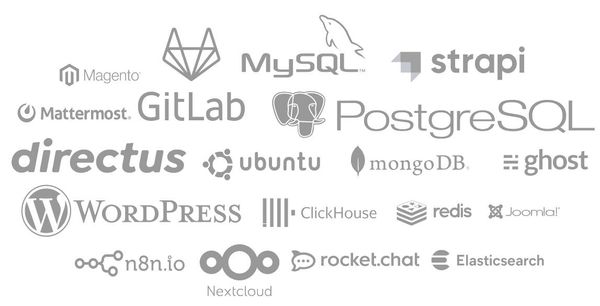 Magento
MySQL™
strapi
Mattermost
GitLab
PostgreSQL
directus
ubuntu
mongoDB
ghost
WORDPRESS
ClickHouse
redis
Joomla!
n8n.io
Nextcloud
rocket.chat
Elasticsearch